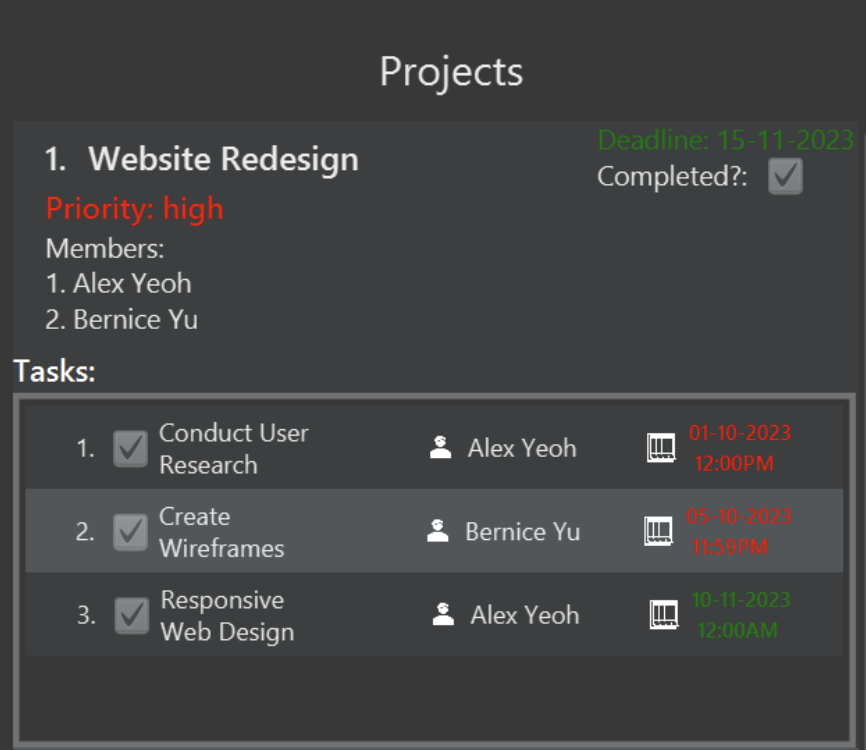 Projects
1. Website Redesign
Deadline: 15-11-2023
Completed?:
Priority: high
Members:
1. Alex Yeoh
2. Bernice Yu
Tasks:
1. Conduct User
Research
Alex Yeoh
01-10-2023
12:00PM
2. Create
Wireframes
Bernice Yu
05-10-2023
11:59PM
3. Responsive
Web Design
Alex Yeoh
10-11-2023
12:00AM